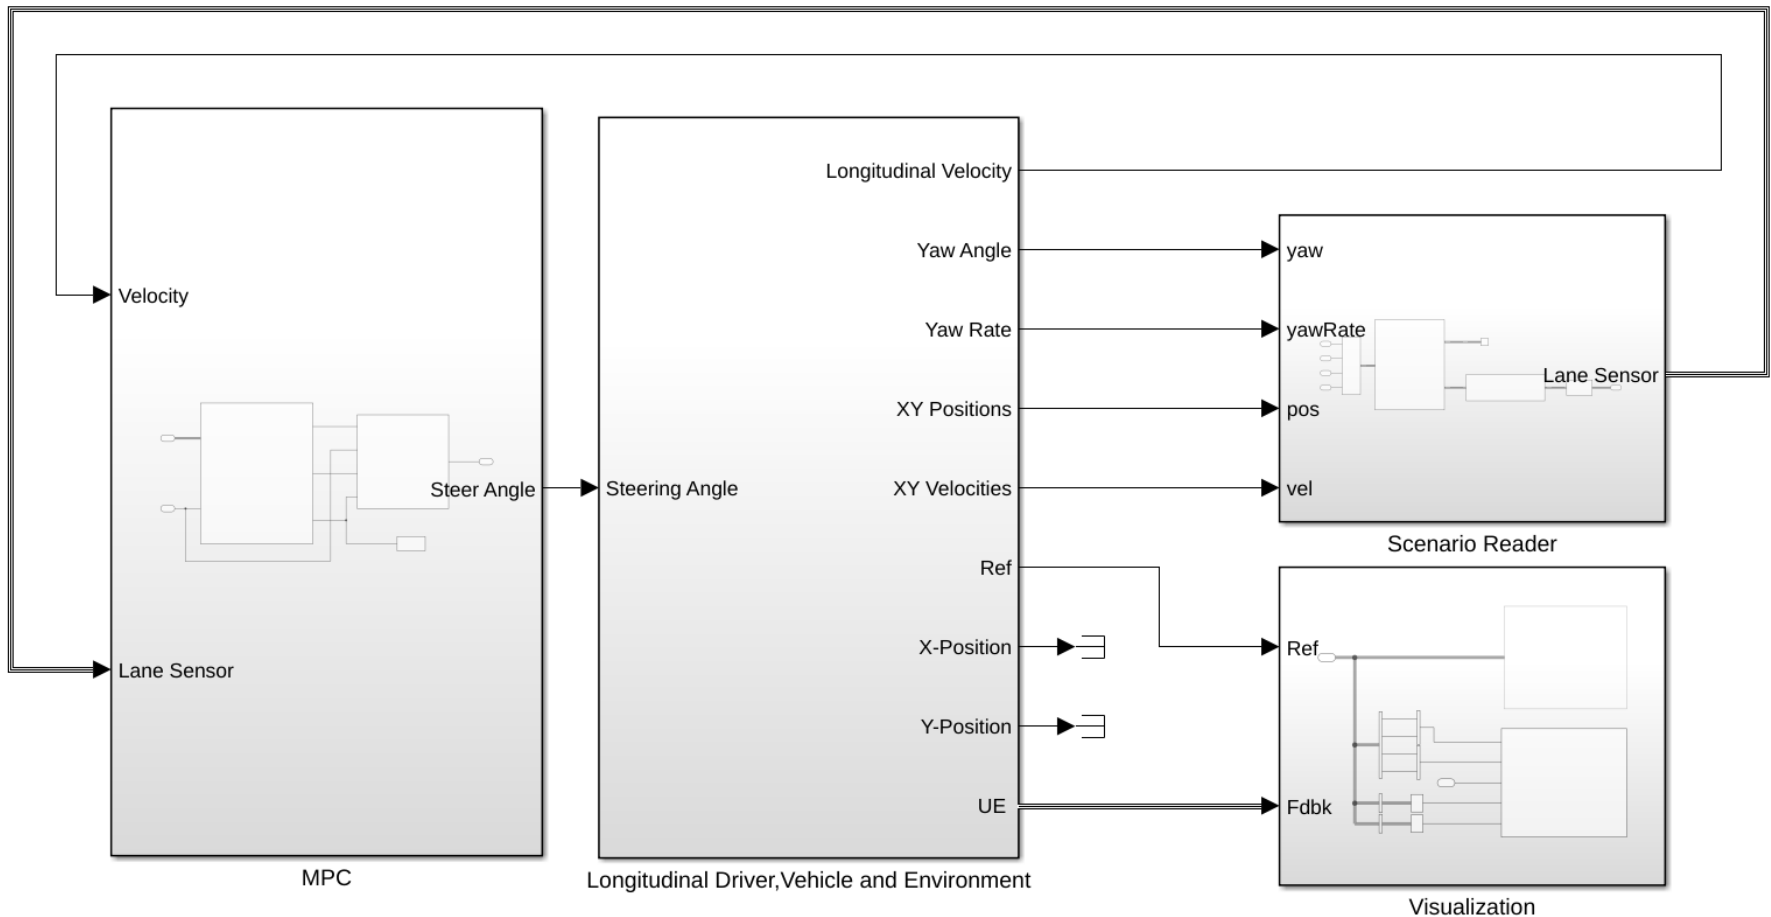 Velocity
Steer Angle
Lane Sensor
MPC
Longitudinal Velocity
Yaw Angle
Yaw Rate
XY Positions
Steering Angle
XY Velocities
Ref
X-Position
Y-Position
UE
Longitudinal Driver,Vehicle and Environment
yaw
yawRate
Lane Sensor
pos
vel
Scenario Reader
Ref
Fdbk
Visualization